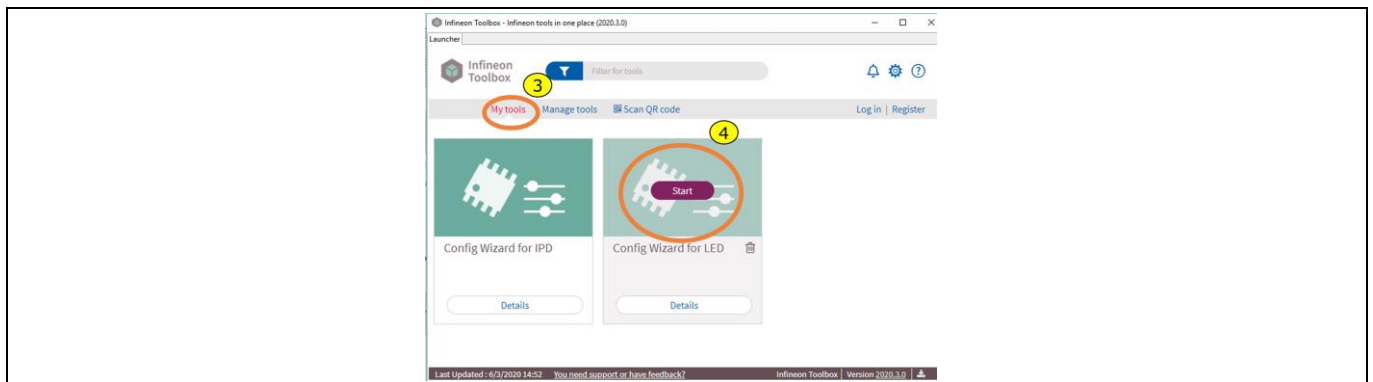 Infineon Toolbox - Infineon tools in one place (2020.3.0)
Launcher
Infineon
Toolbox
Filter for tools
3
My tools Manage tools Scan QR code Log in | Register
4
Start
Config Wizard for IPD Config Wizard for LED
Details Details
Last Updated : 6/3/2020 14:52 You need support or have feedback? Infineon Toolbox Version 2020.3.0